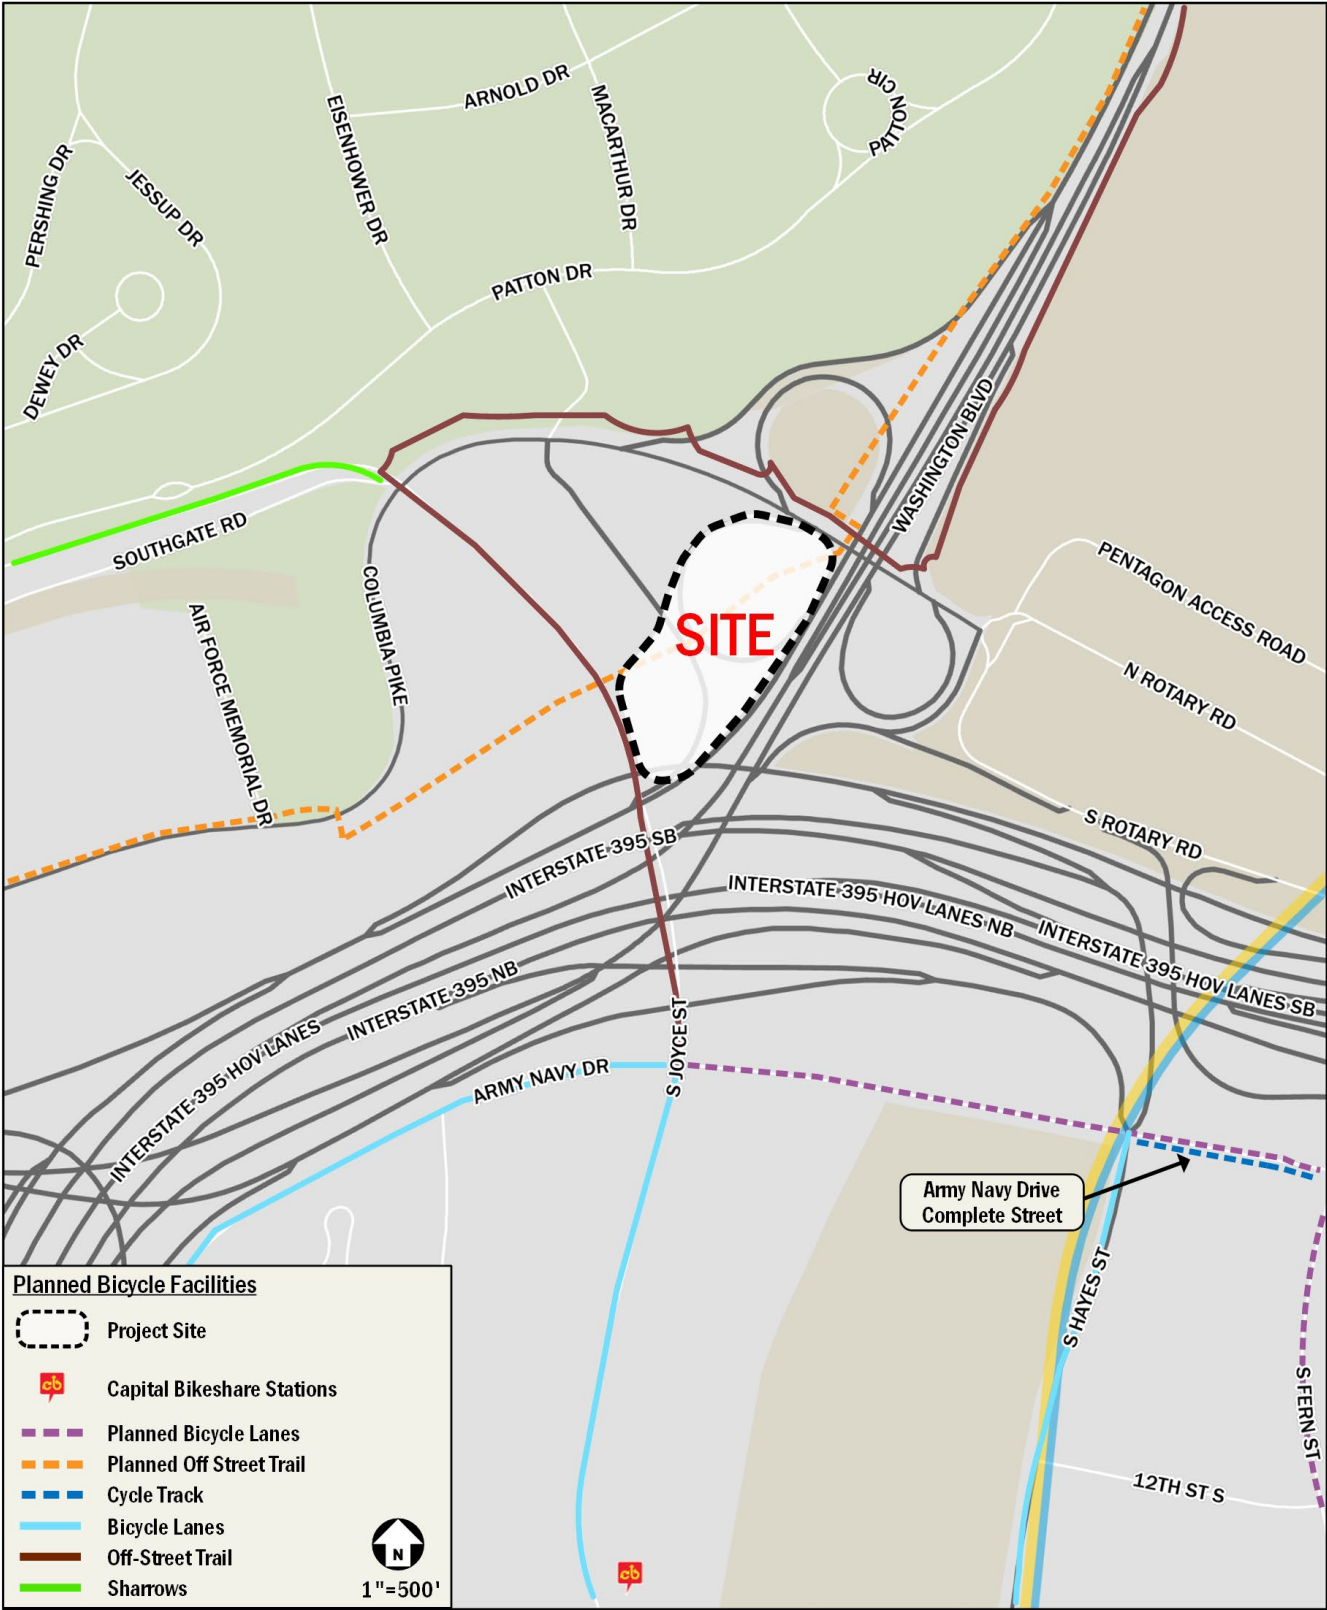 ARNOLD DR
PATTON CIR
EISENHOWER DR
MACARTHUR DR
PERSHING DR
JESSUP DR
PATTON DR
DEWEY DR
WASHINGTON BLVD
SOUTHGATE RD
PENTAGON ACCESS ROAD
COLUMBIA PIKE
AIR FORCE MEMORIAL DR
SITE
N ROTARY RD
S ROTARY RD
INTERSTATE 395 SB
INTERSTATE 395 HOV LANES NB
INTERSTATE 395 HOV LANES SB
INTERSTATE 395 NB
INTERSTATE 395 HOV LANES
S JOYCE ST
ARMY NAVY DR
Army Navy Drive
Complete Street
S HAYES ST
S FERN ST
12TH ST S
cb
Planned Bicycle Facilities
Project Site
cb
Capital Bikeshare Stations
Planned Bicycle Lanes
Planned Off Street Trail
Cycle Track
Bicycle Lanes
Off-Street Trail
Sharrows
N
1"=500'